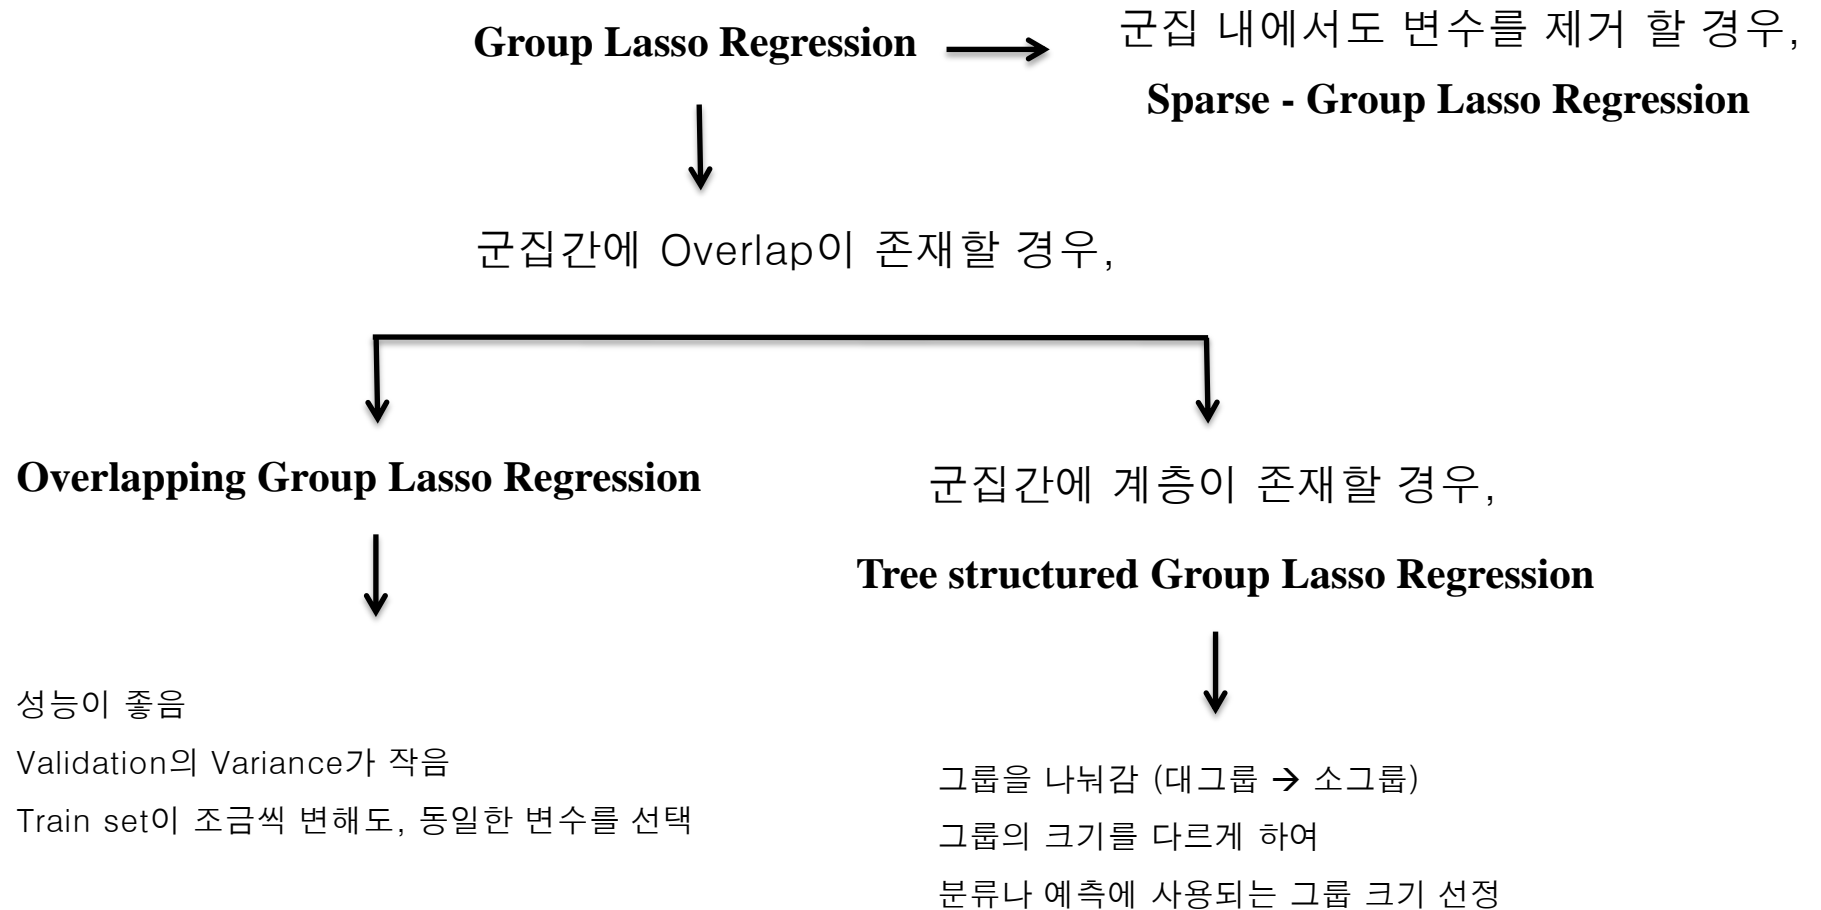 Group Lasso Regression
군집 내에서도 변수를 제거 할 경우,
Sparse - Group Lasso Regression
군집간에 Overlap이 존재할 경우,
Overlapping Group Lasso Regression
성능이 좋음
Validation의 Variance가 작음
Train set이 조금씩 변해도, 동일한 변수를 선택
군집간에 계층이 존재할 경우,
Tree structured Group Lasso Regression
그룹을 나눠감 (대그룹 → 소그룹)
그룹의 크기를 다르게 하여
분류나 예측에 사용되는 그룹 크기 선정